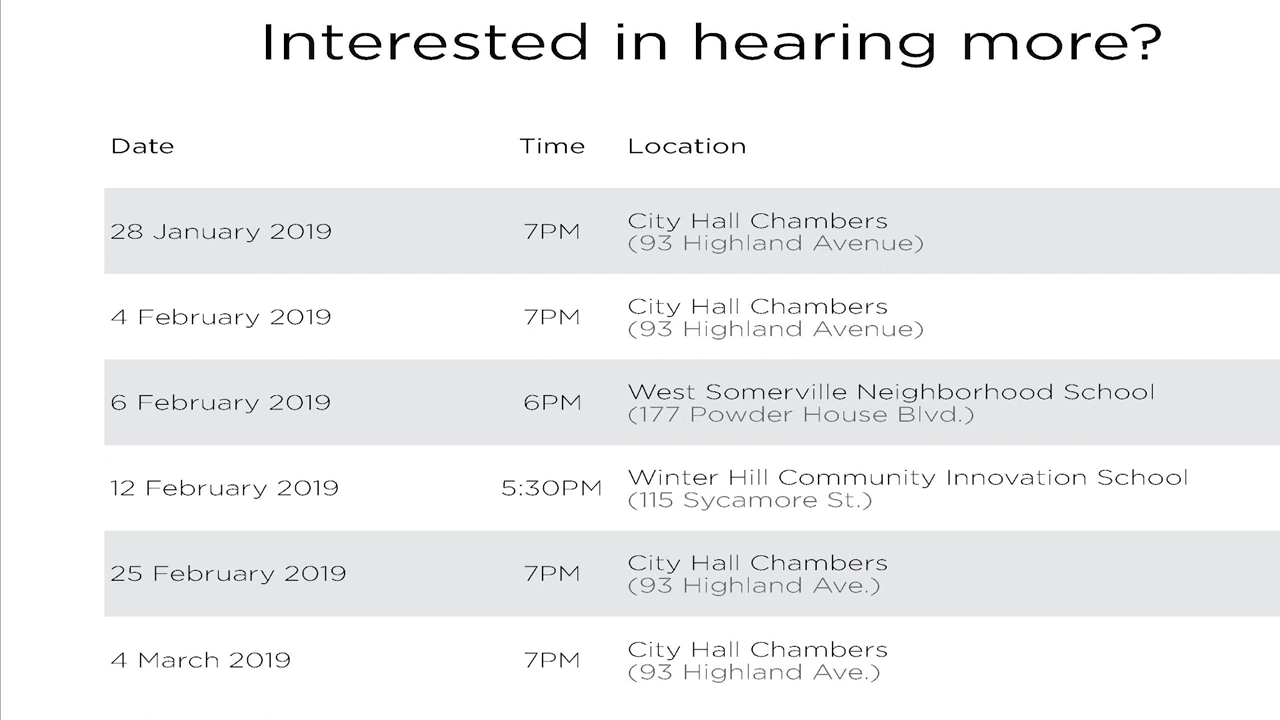 Interested in hearing more?
Date Time Location
28 January 2019 7PM City Hall Chambers
(93 Highland Avenue)
4 February 2019 7PM City Hall Chambers
(93 Highland Avenue)
6 February 2019 6PM West Somerville Neighborhood School
(177 Powder House Blvd.)
12 February 2019 5:30PM Winter Hill Community Innovation School
(115 Sycamore St.)
25 February 2019 7PM City Hall Chambers
(93 Highland Ave.)
4 March 2019 7PM City Hall Chambers
(93 Highland Ave.)